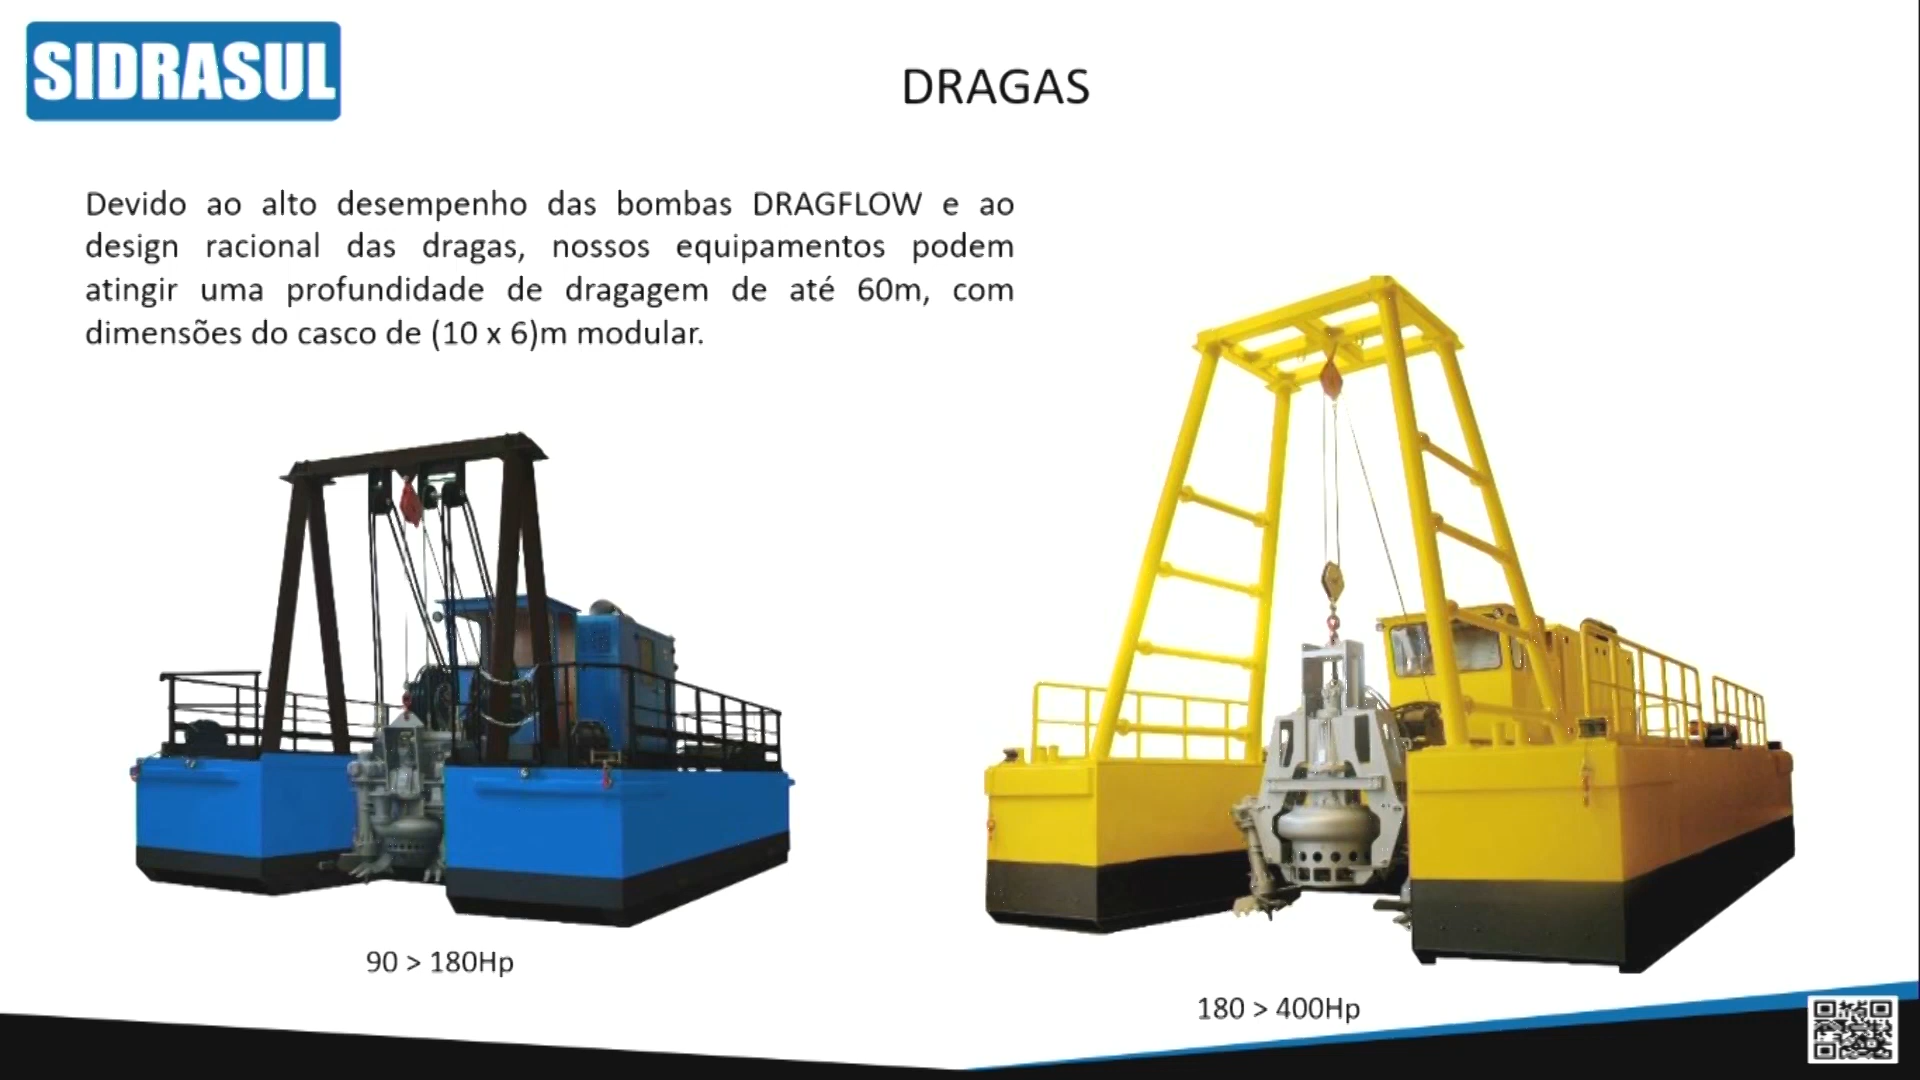 SIDRASUL
DRAGAS
Devido ao alto desempenho das bombas DRAGFLOW e ao
design racional das dragas, nossos equipamentos podem
atingir uma profundidade de dragagem de até 60m, com
dimensões do casco de (10 x 6)m modular.
90 > 180Hp
180 > 400Hp